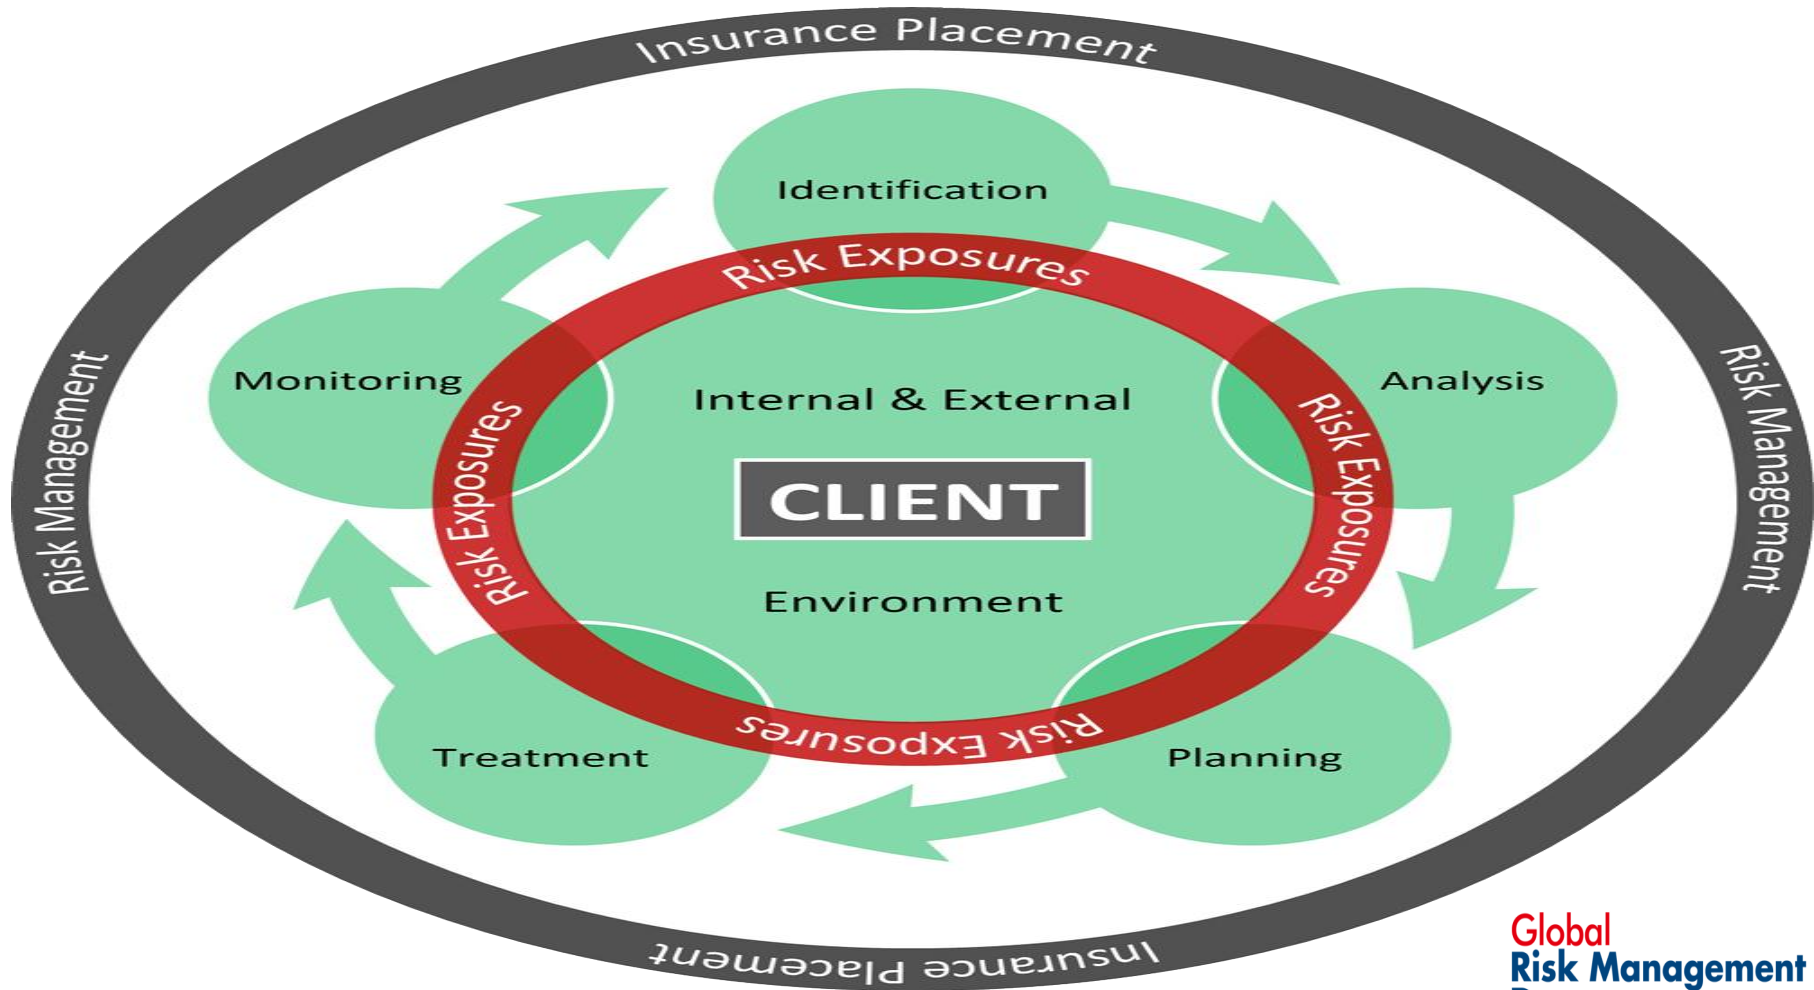 Insurance Placement
Identification
Risk Exposures
Monitoring
Analysis
Internal & External
CLIENT
Environment
Risk Management
Risk Exposures
Risk Exposures
Risk Management
Treatment
Planning
Risk Exposures
Insurance Placement
Global
Risk Management